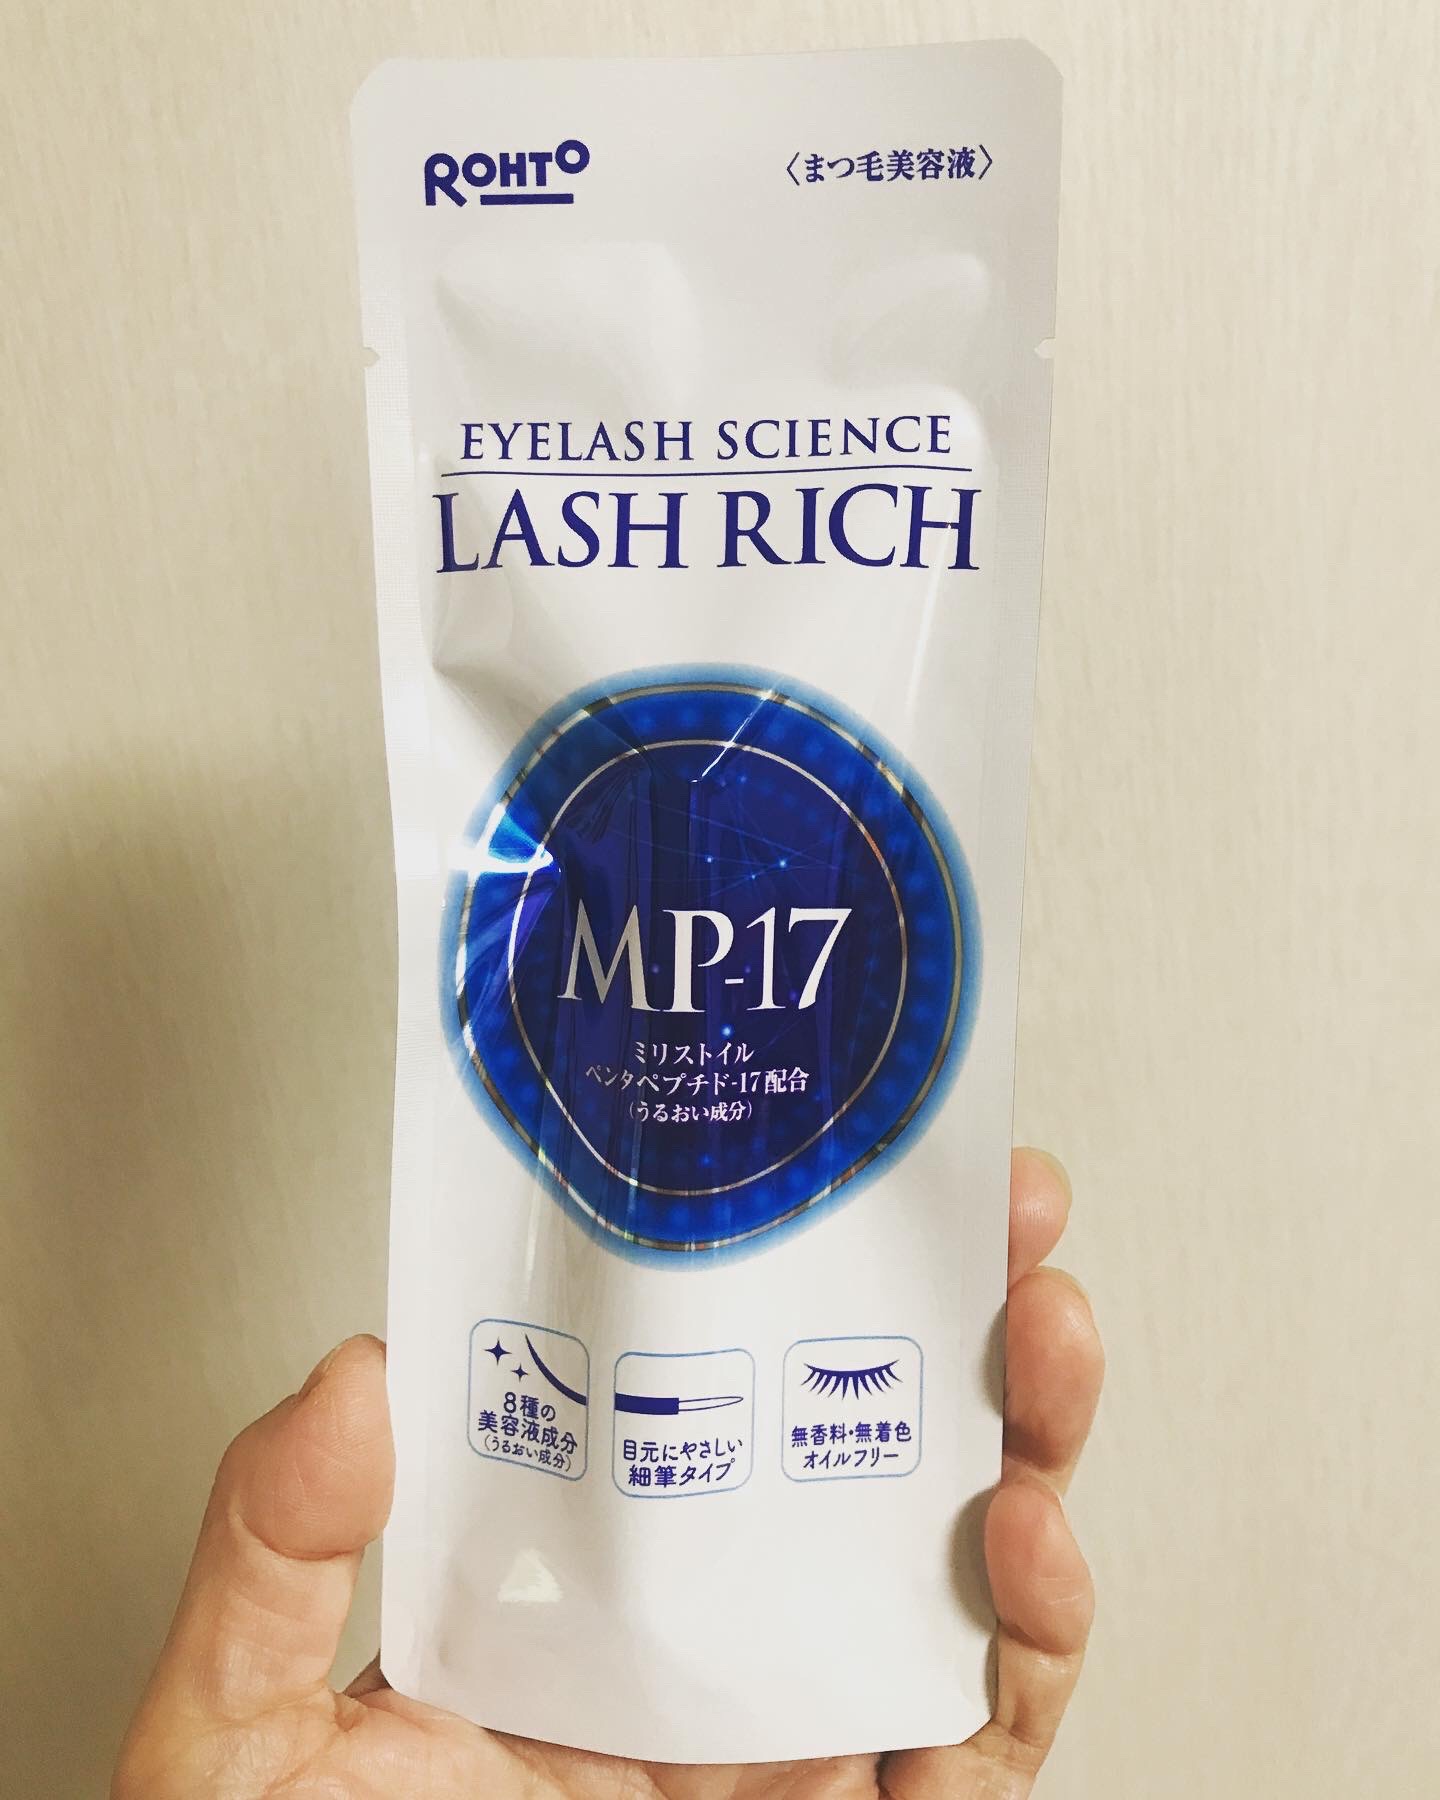 ROHTO
〈まつ毛美容液〉
EYELASH SCIENCE
LASH RICH
MP-17
ミリストイル
ペンタペプチド-17配合
(うるおい成分)
8種の
美容液成分
(うるおい成分)
目元にやさしい
細筆タイプ
無香料・無着色
オイルフリー